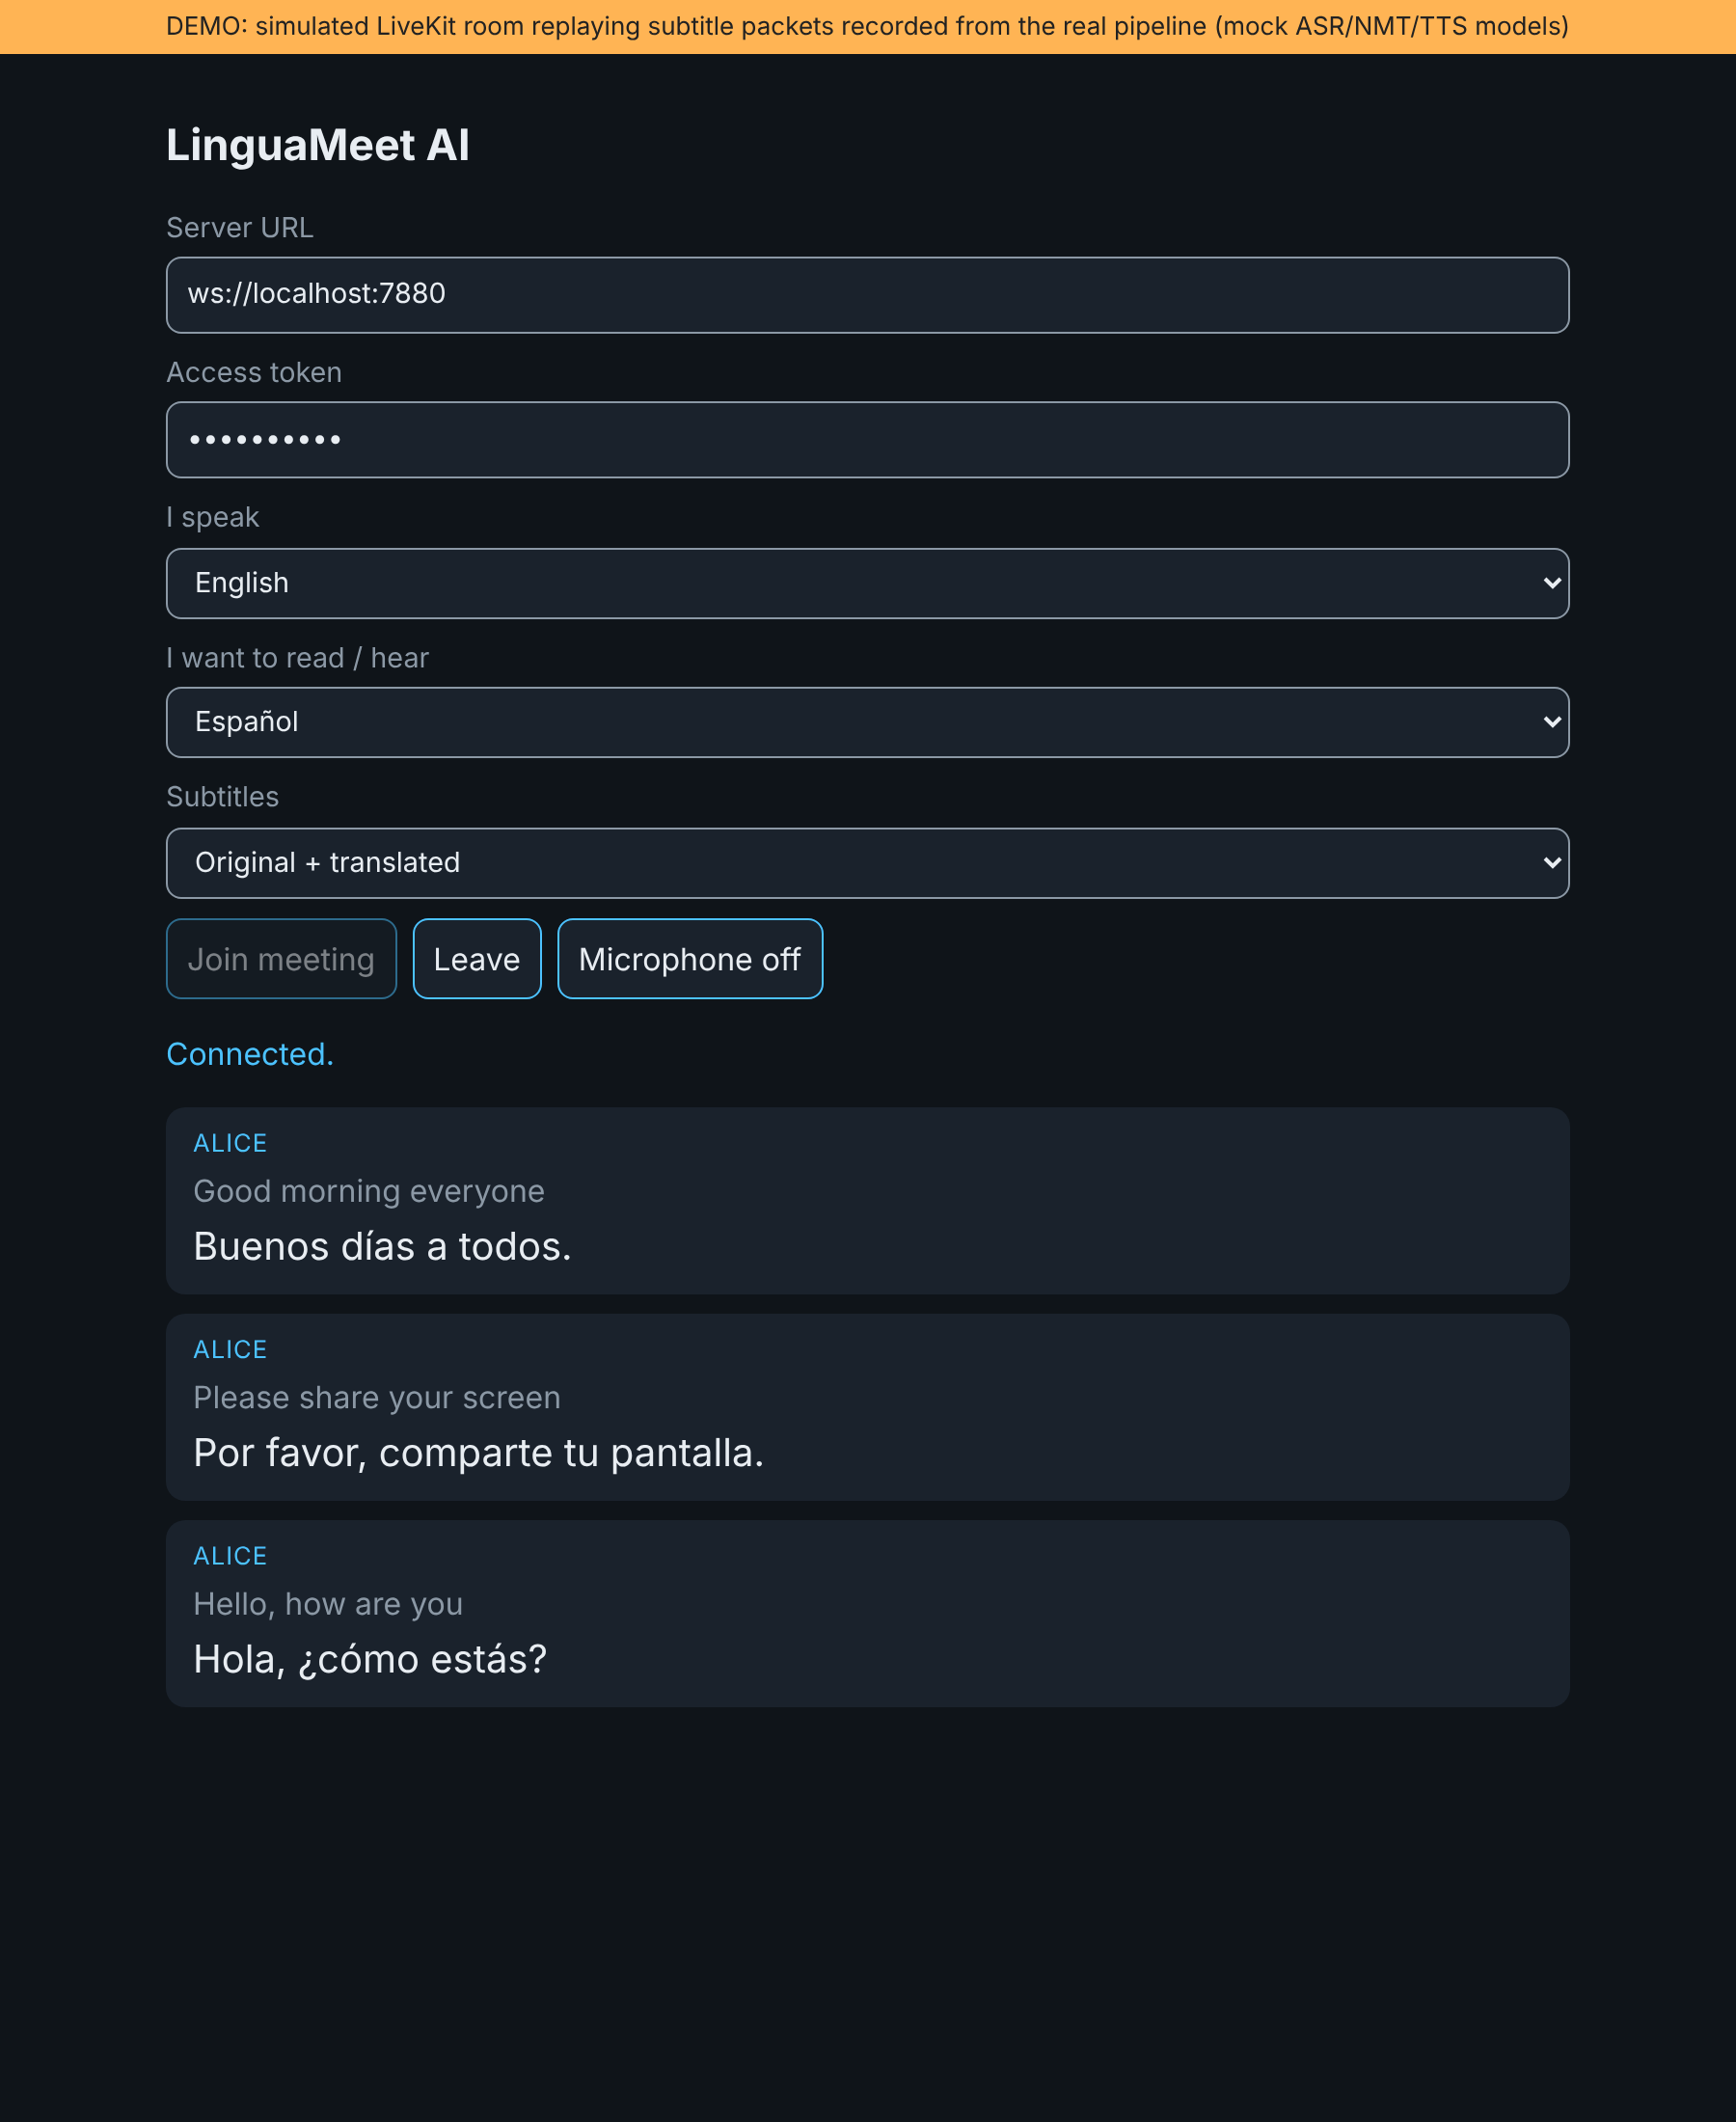 DEMO: simulated LiveKit room replaying subtitle packets recorded from the real pipeline (mock ASR/NMT/TTS models)
LinguaMeet AI
Server URL
ws://localhost:7880
Access token
••••••••••
I speak
English
I want to read / hear
Español
Subtitles
Original + translated
Join meeting
Leave
Microphone off
Connected.
ALICE
Good morning everyone
Buenos días a todos.
ALICE
Please share your screen
Por favor, comparte tu pantalla.
ALICE
Hello, how are you
Hola, ¿cómo estás?